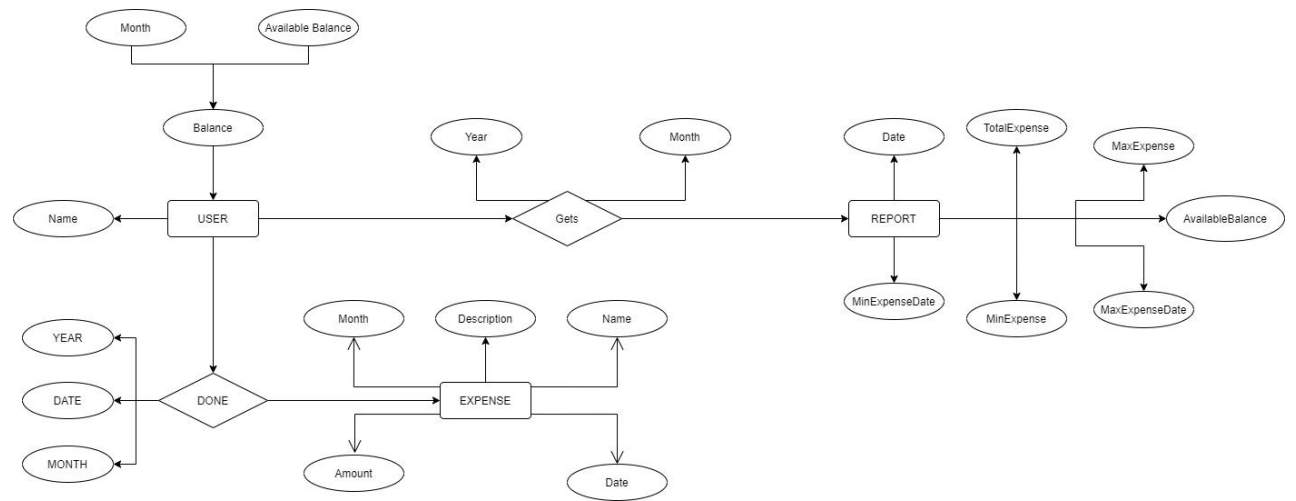 Month
Available Balance
Balance
Year
Month
Date
TotalExpense
MaxExpense
Name
USER
Gets
REPORT
AvailableBalance
MinExpenseDate
MinExpense
MaxExpenseDate
Month
Description
Name
YEAR
DATE
DONE
EXPENSE
MONTH
Amount
Date